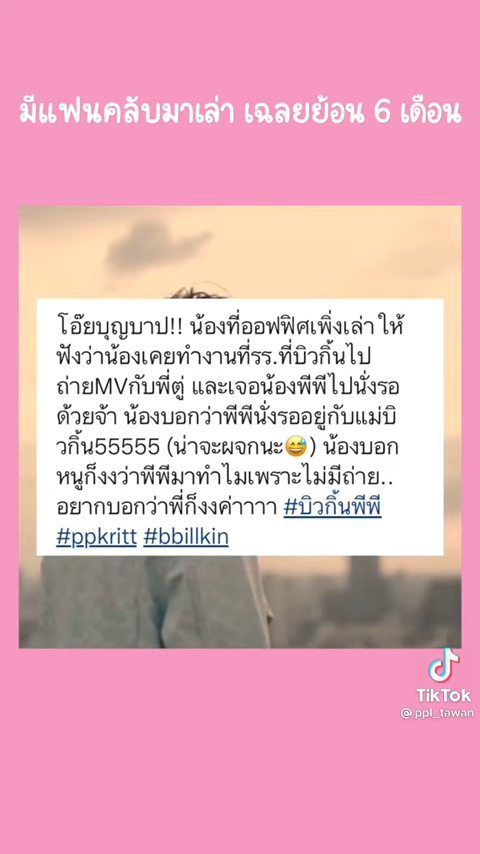 มีแฟนคลับมาเล่า เฉลยย้อน 6 เดือน
โอ๊ยบุญบาป!! น้องที่ออฟฟิศเพิ่งเล่าให้
ฟังว่าน้องเคยทำงานที่รร.ที่บิวกิ้นไป
ถ่ายMVกับพี่ตู่ และเจอน้องพีพีไปนั่งรอ
ด้วยจ้า น้องบอกว่าพีพีนั่งรออยู่กับแม่บิ
วกิ้น55555 (น่าจะผจกนะ😅) น้องบอก
หนูก็งงว่าพีพีมาทำไมเพราะไม่มีถ่าย..
อยากบอกว่าพี่ก็งงค่าาาา #บิวกิ้นพีพี
#ppkritt #bbillkin
TikTok
@ppl_tawan